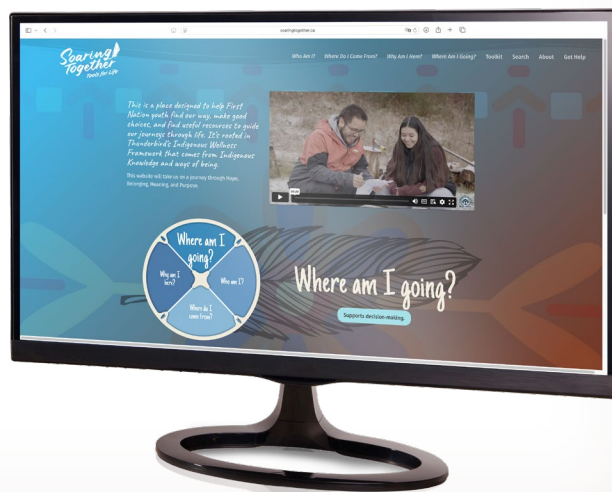 soaringtogether.ca
Soaring
Together
Tools for Life
Who Am I? Where Do I Come From? Why Am I Here? Where Am I Going? Toolkit Search About Get Help
This is a place designed to help First
Nation youth find our way, make good
choices, and find useful resources to guide
our journeys through life. It's rooted in
Thunderbird's Indigenous Wellness
Framework that comes from Indigenous
Knowledge and ways of being.
This website will take us on a journey through Hope,
Belonging, Meaning, and Purpose.
Where am I
going?
Why am I
here?
Who am I?
Where do I
come from?
Where am I going?
Supports decision-making.